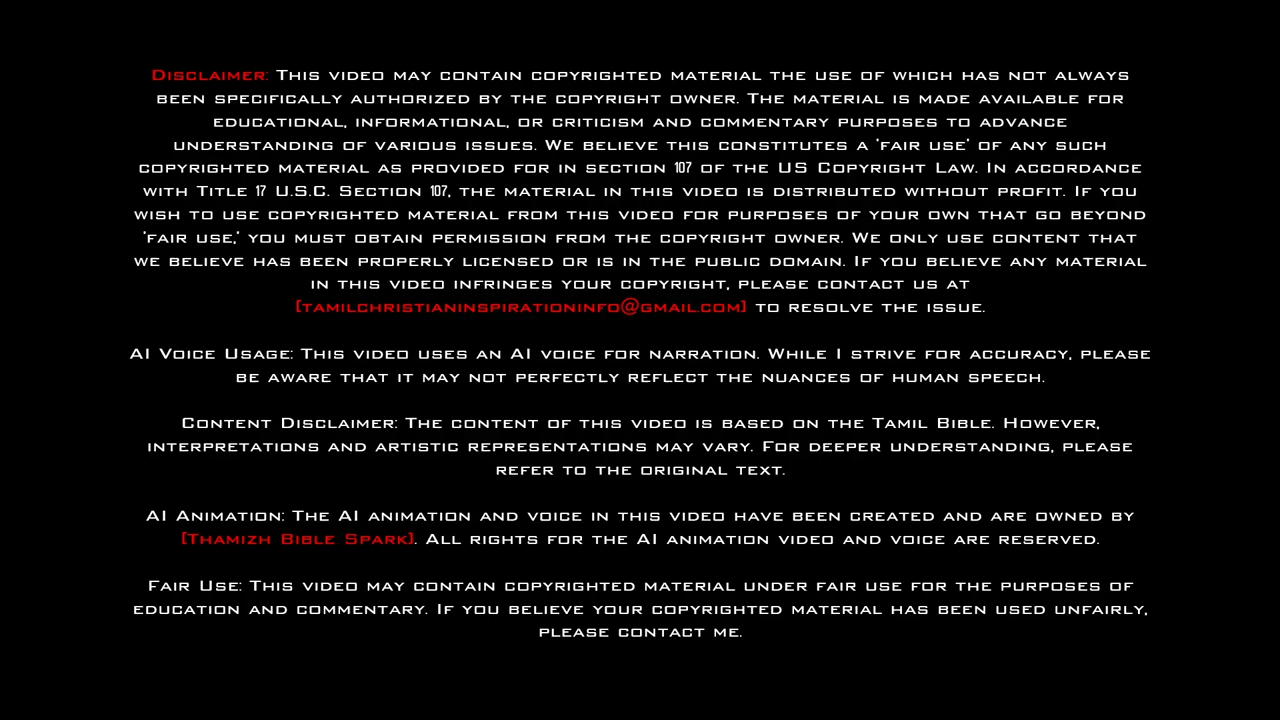 Disclaimer: This video may contain copyrighted material the use of which has not always
been specifically authorized by the copyright owner. The material is made available for
educational, informational, or criticism and commentary purposes to advance
understanding of various issues. We believe this constitutes a 'fair use' of any such
copyrighted material as provided for in section 107 of the US Copyright Law. In accordance
with Title 17 U.S.C. Section 107, the material in this video is distributed without profit. If you
wish to use copyrighted material from this video for purposes of your own that go beyond
'fair use,' you must obtain permission from the copyright owner. We only use content that
we believe has been properly licensed or is in the public domain. If you believe any material
in this video infringes your copyright, please contact us at
[tamilchristianinspirationinfo@gmail.com] to resolve the issue.
AI Voice Usage: This video uses an AI voice for narration. While I strive for accuracy, please
be aware that it may not perfectly reflect the nuances of human speech.
Content Disclaimer: The content of this video is based on the Tamil Bible. However,
interpretations and artistic representations may vary. For deeper understanding, please
refer to the original text.
AI Animation: The AI animation and voice in this video have been created and are owned by
[Thamizh Bible Spark]. All rights for the AI animation video and voice are reserved.
Fair Use: This video may contain copyrighted material under fair use for the purposes of
education and commentary. If you believe your copyrighted material has been used unfairly,
please contact me.